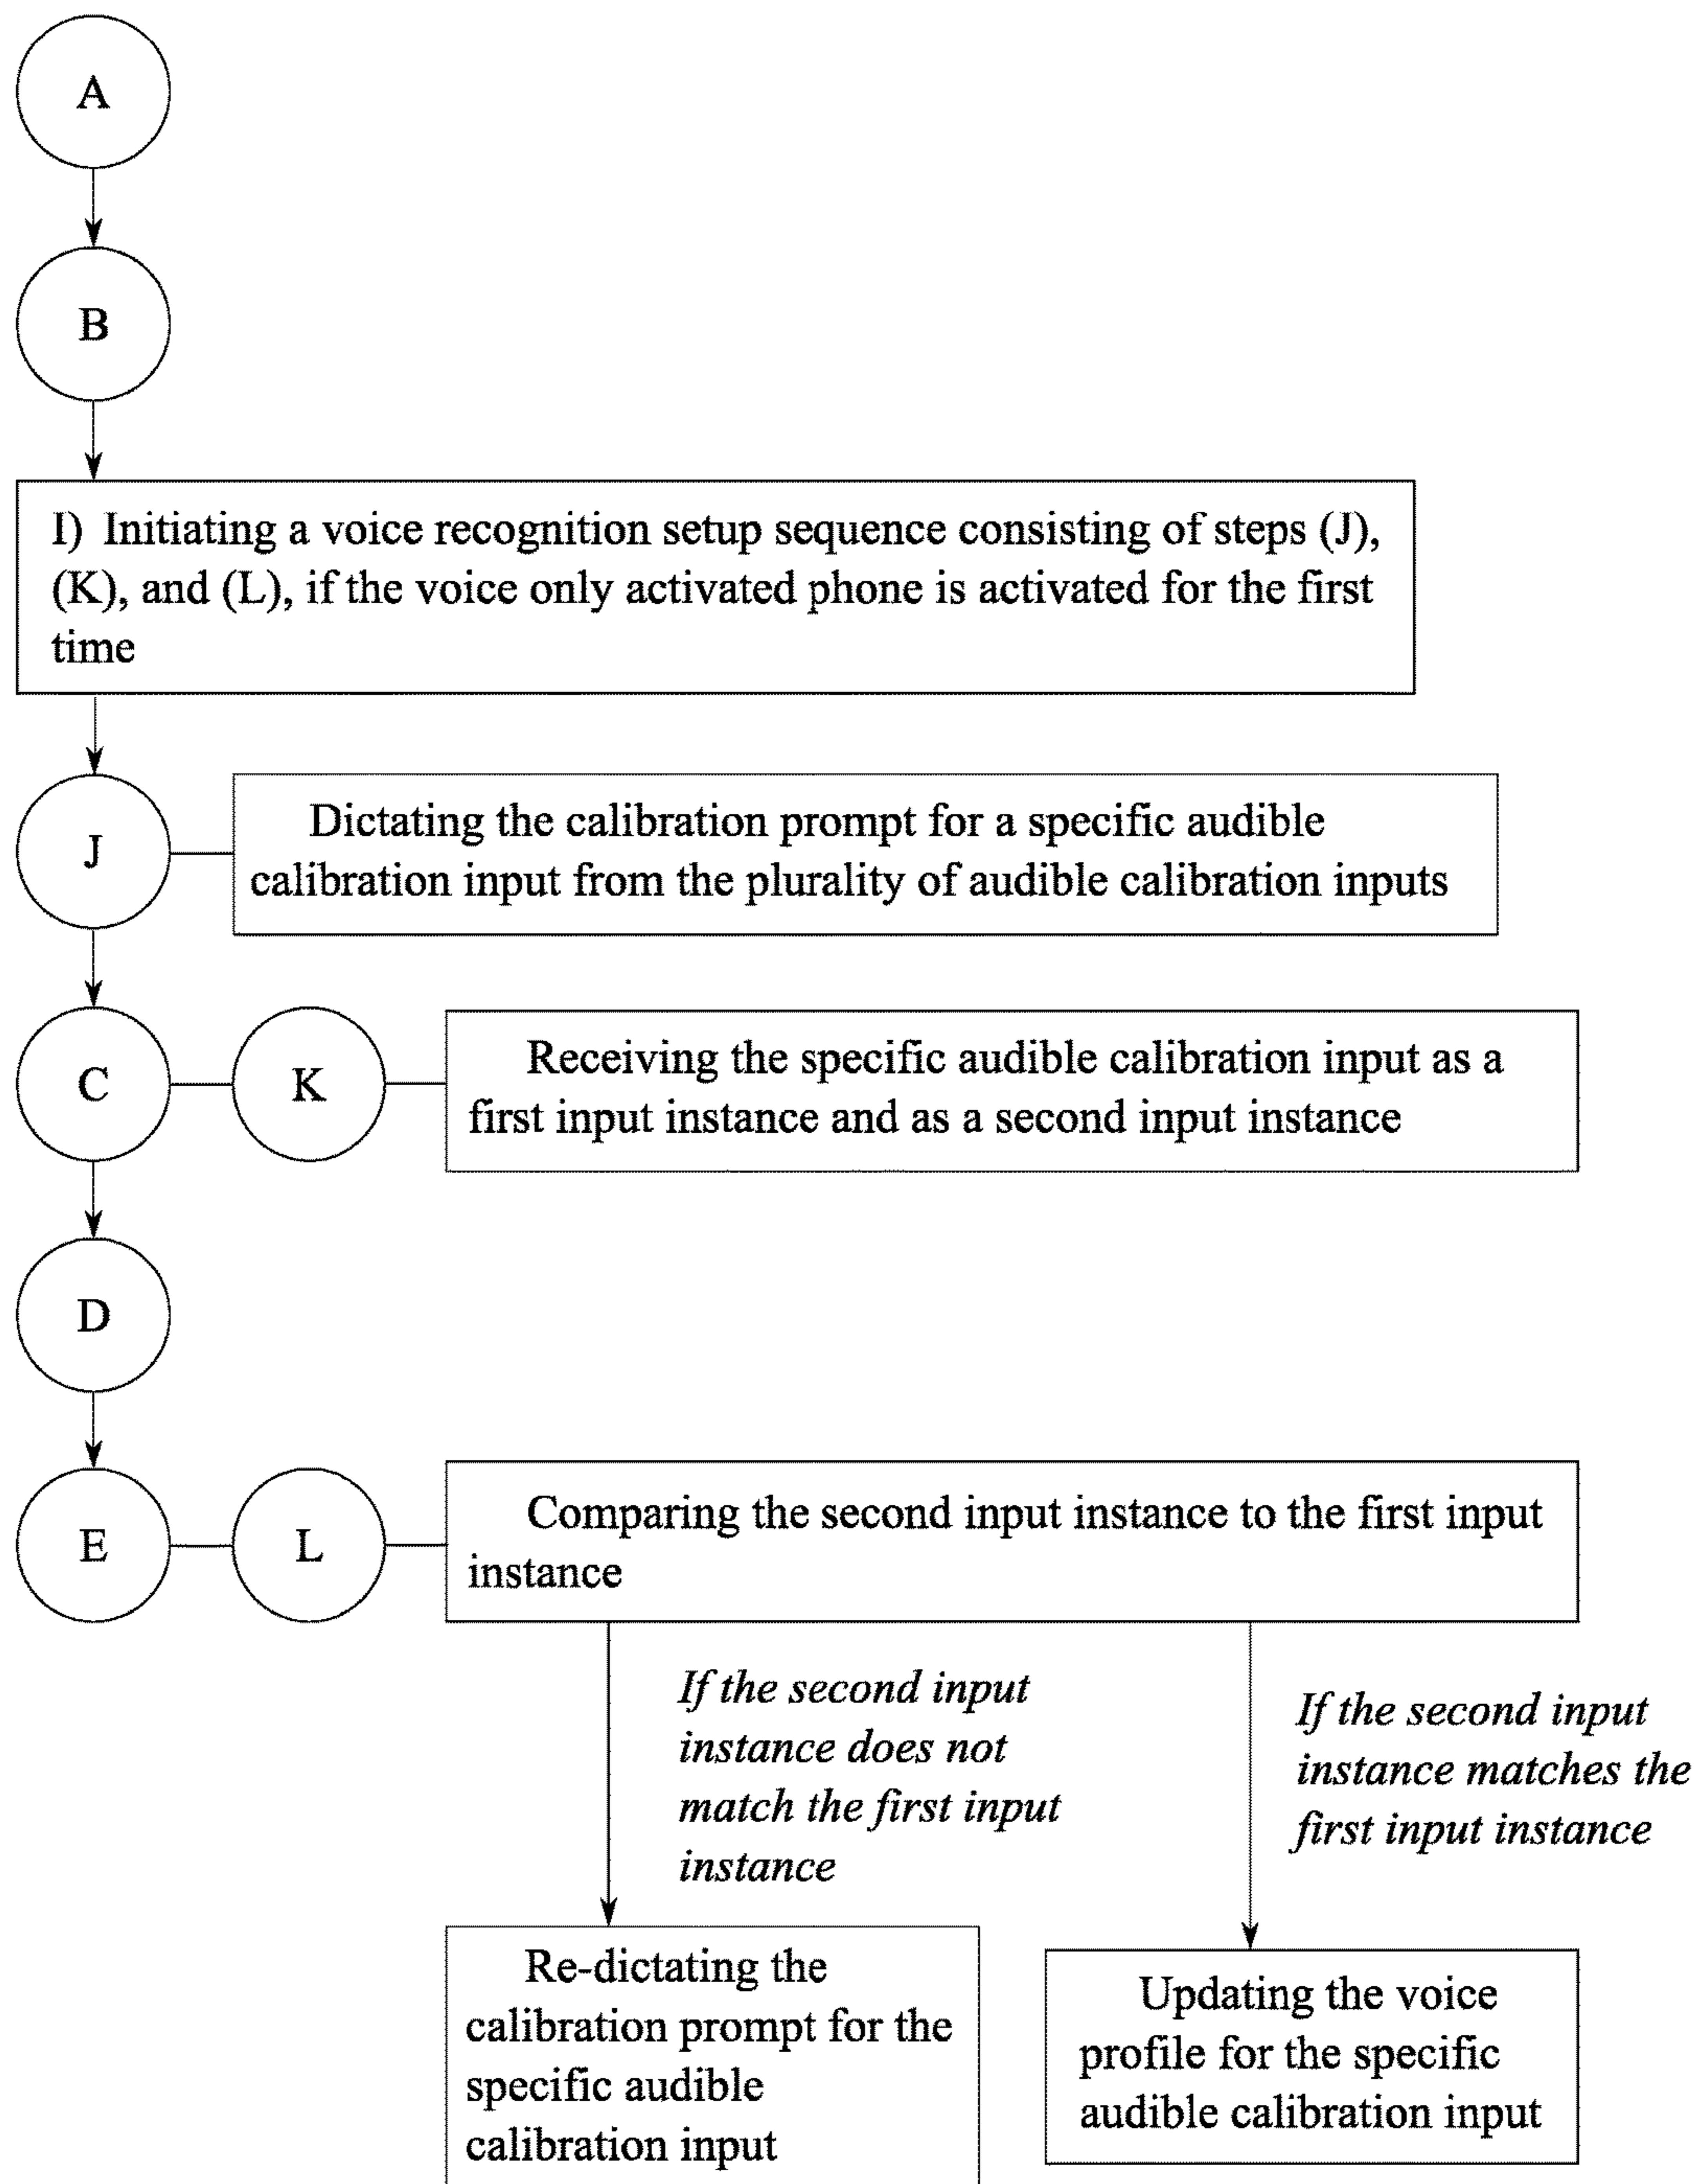 A
B
I) Initiating a voice recognition setup sequence consisting of steps (J),
(K), and (L), if the voice only activated phone is activated for the first
time
J
Dictating the calibration prompt for a specific audible
calibration input from the plurality of audible calibration inputs
C
K
Receiving the specific audible calibration input as a
first input instance and as a second input instance
D
E
L
Comparing the second input instance to the first input
instance
If the second input
instance does not
match the first input
instance
If the second input
instance matches the
first input instance
Re-dictating the
calibration prompt for the
specific audible
calibration input
Updating the voice
profile for the specific
audible calibration input